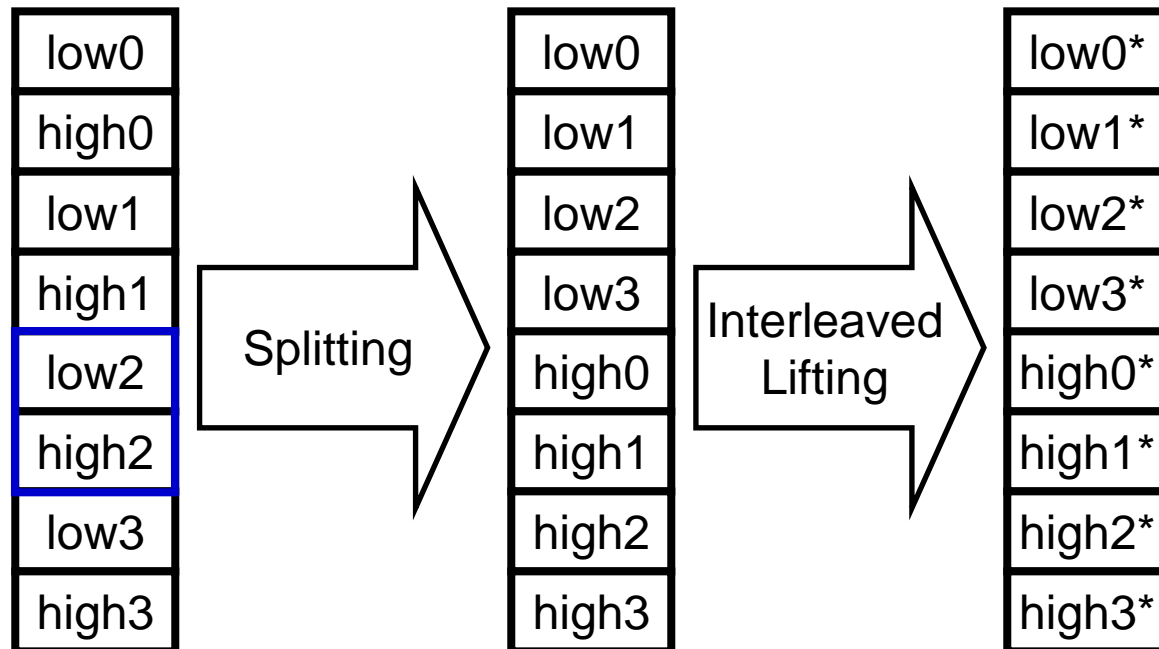 low0
high0
low1
high1
low2
high2
low3
high3
Splitting
low0
low1
low2
low3
high0
high1
high2
high3
Interleaved
Lifting
low0*
low1*
low2*
low3*
high0*
high1*
high2*
high3*